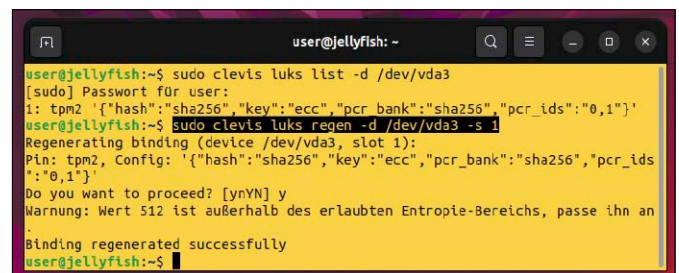 user@jellyfish: ~
user@jellyfish:~$ sudo clevis luks list -d /dev/vda3
[sudo] Passwort für user:
1: tpm2 '{"hash":"sha256","key":"ecc","pcr_bank":"sha256","pcr_ids":"0,1"}'
user@jellyfish:~$ sudo clevis luks regen -d /dev/vda3 -s 1
Regenerating binding (device /dev/vda3, slot 1):
Pin: tpm2, Config: '{"hash":"sha256","key":"ecc","pcr_bank":"sha256","pcr_ids
":"0,1"}'
Do you want to proceed? [ynYN] y
Warnung: Wert 512 ist außerhalb des erlaubten Entropie-Bereichs, passe ihn an
.
Binding regenerated successfully
user@jellyfish:~$